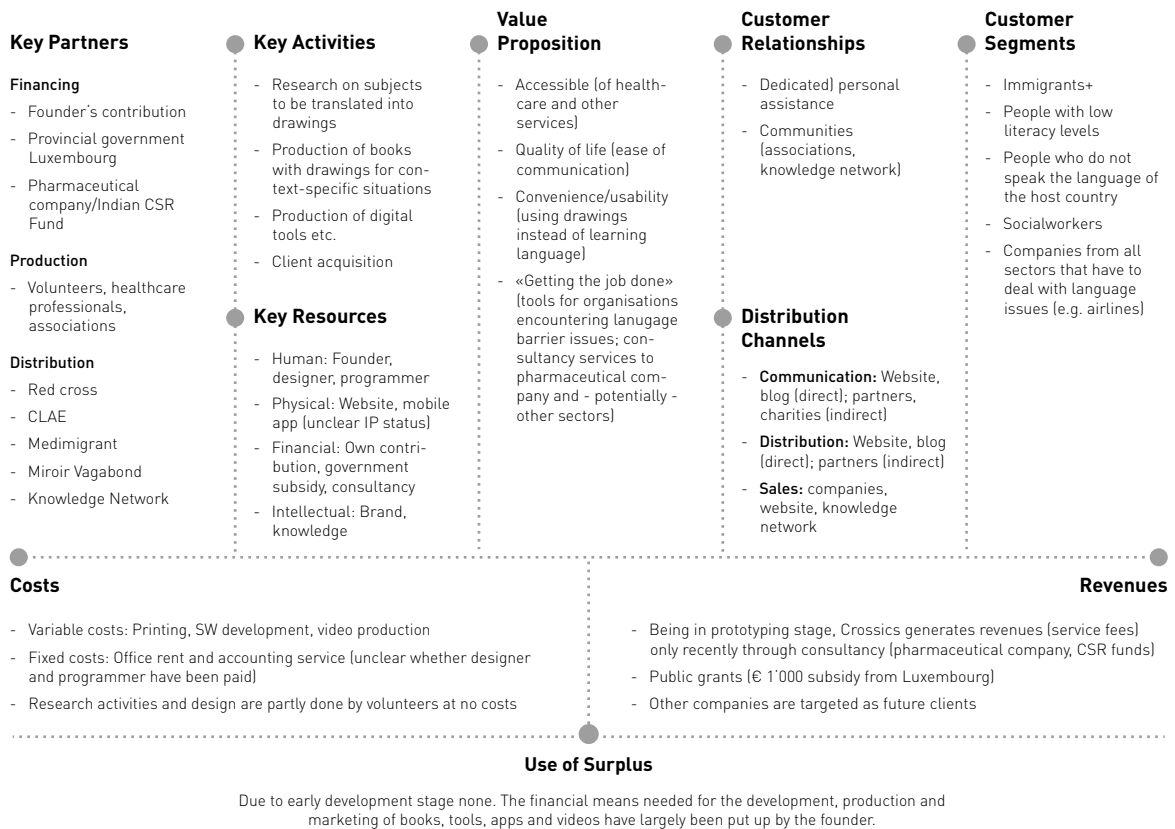 Key Partners
Financing
- Founder's contribution
- Provincial government
Luxembourg
- Pharmaceutical
company/Indian CSR
Fund
Production
- Volunteers, healthcare
professionals,
associations
Distribution
- Red cross
- CLAE
- Medimigrant
- Miroir Vagabond
- Knowledge Network
Key Activities
- Research on subjects
to be translated into
drawings
- Production of books
with drawings for con-
text-specific situations
- Production of digital
tools etc.
- Client acquisition
Key Resources
- Human: Founder,
designer, programmer
- Physical: Website, mobile
app (unclear IP status)
- Financial: Own contri-
bution, government
subsidy, consultancy
- Intellectual: Brand,
knowledge
Value
Proposition
- Accessible (of health-
care and other
services)
- Quality of life (ease of
communication)
- Convenience/usability
(using drawings
instead of learning
language)
- «Getting the job done»
(tools for organisations
encountering lanugage
barrier issues; con-
sultancy services to
pharmaceutical com-
pany and - potentially -
other sectors)
Customer
Relationships
- Dedicated) personal
assistance
- Communities
(associations,
knowledge network)
Distribution
Channels
- Communication: Website,
blog (direct); partners,
charities (indirect)
- Distribution: Website, blog
(direct); partners (indirect)
- Sales: companies,
website, knowledge
network
Customer
Segments
- Immigrants+
- People with low
literacy levels
- People who do not
speak the language of
the host country
- Socialworkers
- Companies from all
sectors that have to
deal with language
issues (e.g. airlines)
Costs
- Variable costs: Printing, SW development, video production
- Fixed costs: Office rent and accounting service (unclear whether designer
and programmer have been paid)
- Research activities and design are partly done by volunteers at no costs
Revenues
- Being in prototyping stage, Crossics generates revenues (service fees)
only recently through consultancy (pharmaceutical company, CSR funds)
- Public grants (€ 1'000 subsidy from Luxembourg)
- Other companies are targeted as future clients
Use of Surplus
Due to early development stage none. The financial means needed for the development, production and
marketing of books, tools, apps and videos have largely been put up by the founder.